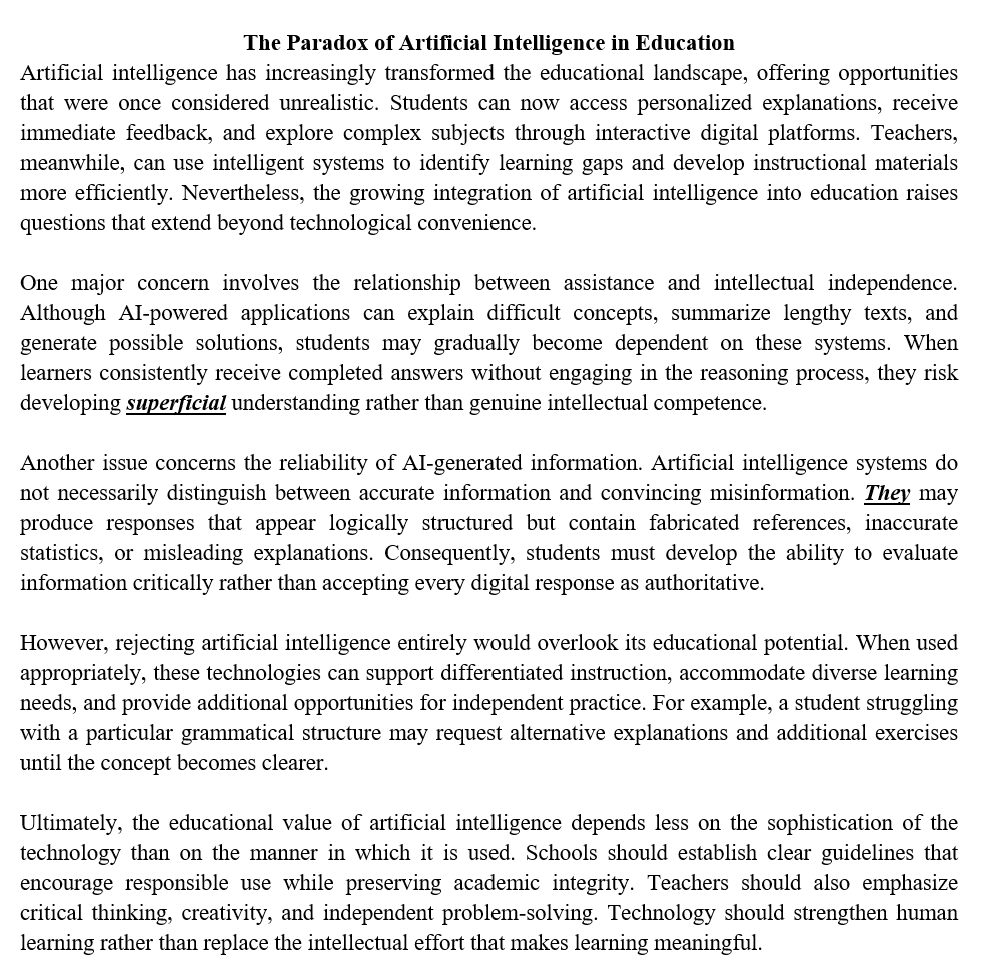 The Paradox of Artificial Intelligence in Education
Artificial intelligence has increasingly transformed the educational landscape, offering opportunities
that were once considered unrealistic. Students can now access personalized explanations, receive
immediate feedback, and explore complex subjects through interactive digital platforms. Teachers,
meanwhile, can use intelligent systems to identify learning gaps and develop instructional materials
more efficiently. Nevertheless, the growing integration of artificial intelligence into education raises
questions that extend beyond technological convenience.
One major concern involves the relationship between assistance and intellectual independence.
Although AI-powered applications can explain difficult concepts, summarize lengthy texts, and
generate possible solutions, students may gradually become dependent on these systems. When
learners consistently receive completed answers without engaging in the reasoning process, they risk
developing superficial understanding rather than genuine intellectual competence.
Another issue concerns the reliability of AI-generated information. Artificial intelligence systems do
not necessarily distinguish between accurate information and convincing misinformation. They may
produce responses that appear logically structured but contain fabricated references, inaccurate
statistics, or misleading explanations. Consequently, students must develop the ability to evaluate
information critically rather than accepting every digital response as authoritative.
However, rejecting artificial intelligence entirely would overlook its educational potential. When used
appropriately, these technologies can support differentiated instruction, accommodate diverse learning
needs, and provide additional opportunities for independent practice. For example, a student struggling
with a particular grammatical structure may request alternative explanations and additional exercises
until the concept becomes clearer.
Ultimately, the educational value of artificial intelligence depends less on the sophistication of the
technology than on the manner in which it is used. Schools should establish clear guidelines that
encourage responsible use while preserving academic integrity. Teachers should also emphasize
critical thinking, creativity, and independent problem-solving. Technology should strengthen human
learning rather than replace the intellectual effort that makes learning meaningful.